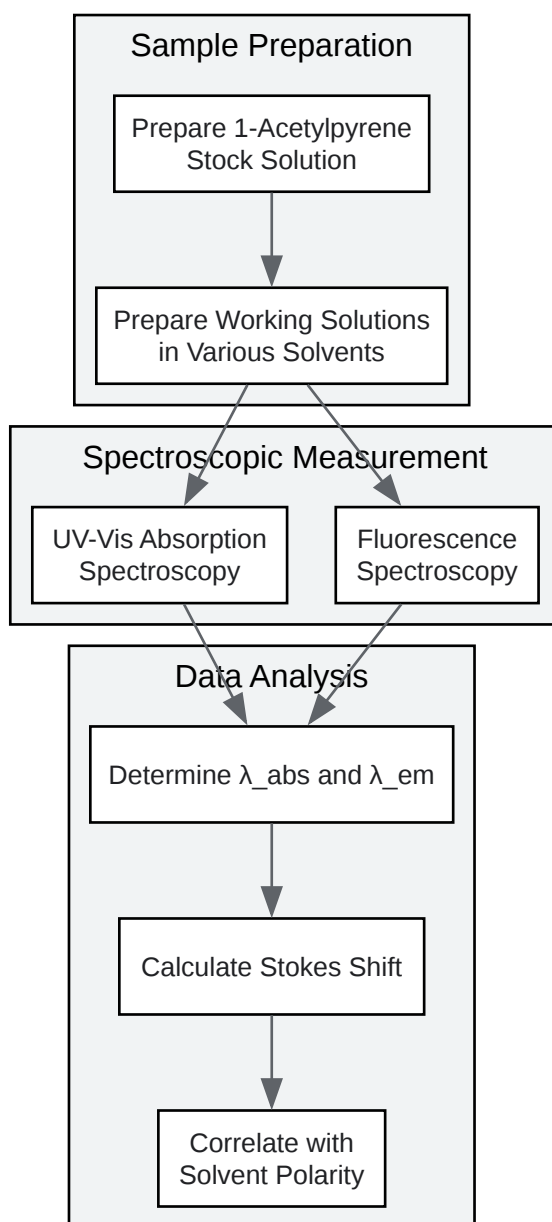 Sample Preparation
Prepare 1-Acetylpyrene
Stock Solution
Prepare Working Solutions
in Various Solvents
Spectroscopic Measurement
UV-Vis Absorption
Spectroscopy
Fluorescence
Spectroscopy
Data Analysis
Determine λ_abs and λ_em
Calculate Stokes Shift
Correlate with
Solvent Polarity